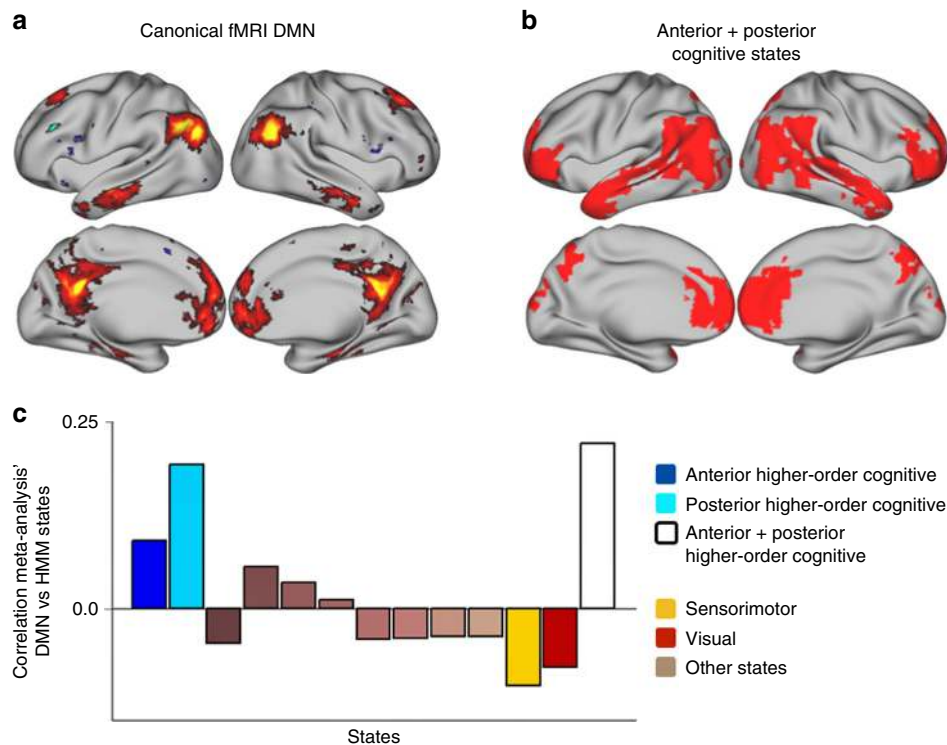 a
Canonical fMRI DMN
b
Anterior + posterior
cognitive states
c
0.25
0.0
Correlation meta-analysis'
DMN vs HMM states
States
Anterior higher-order cognitive
Posterior higher-order cognitive
Anterior + posterior
higher-order cognitive
Sensorimotor
Visual
Other states